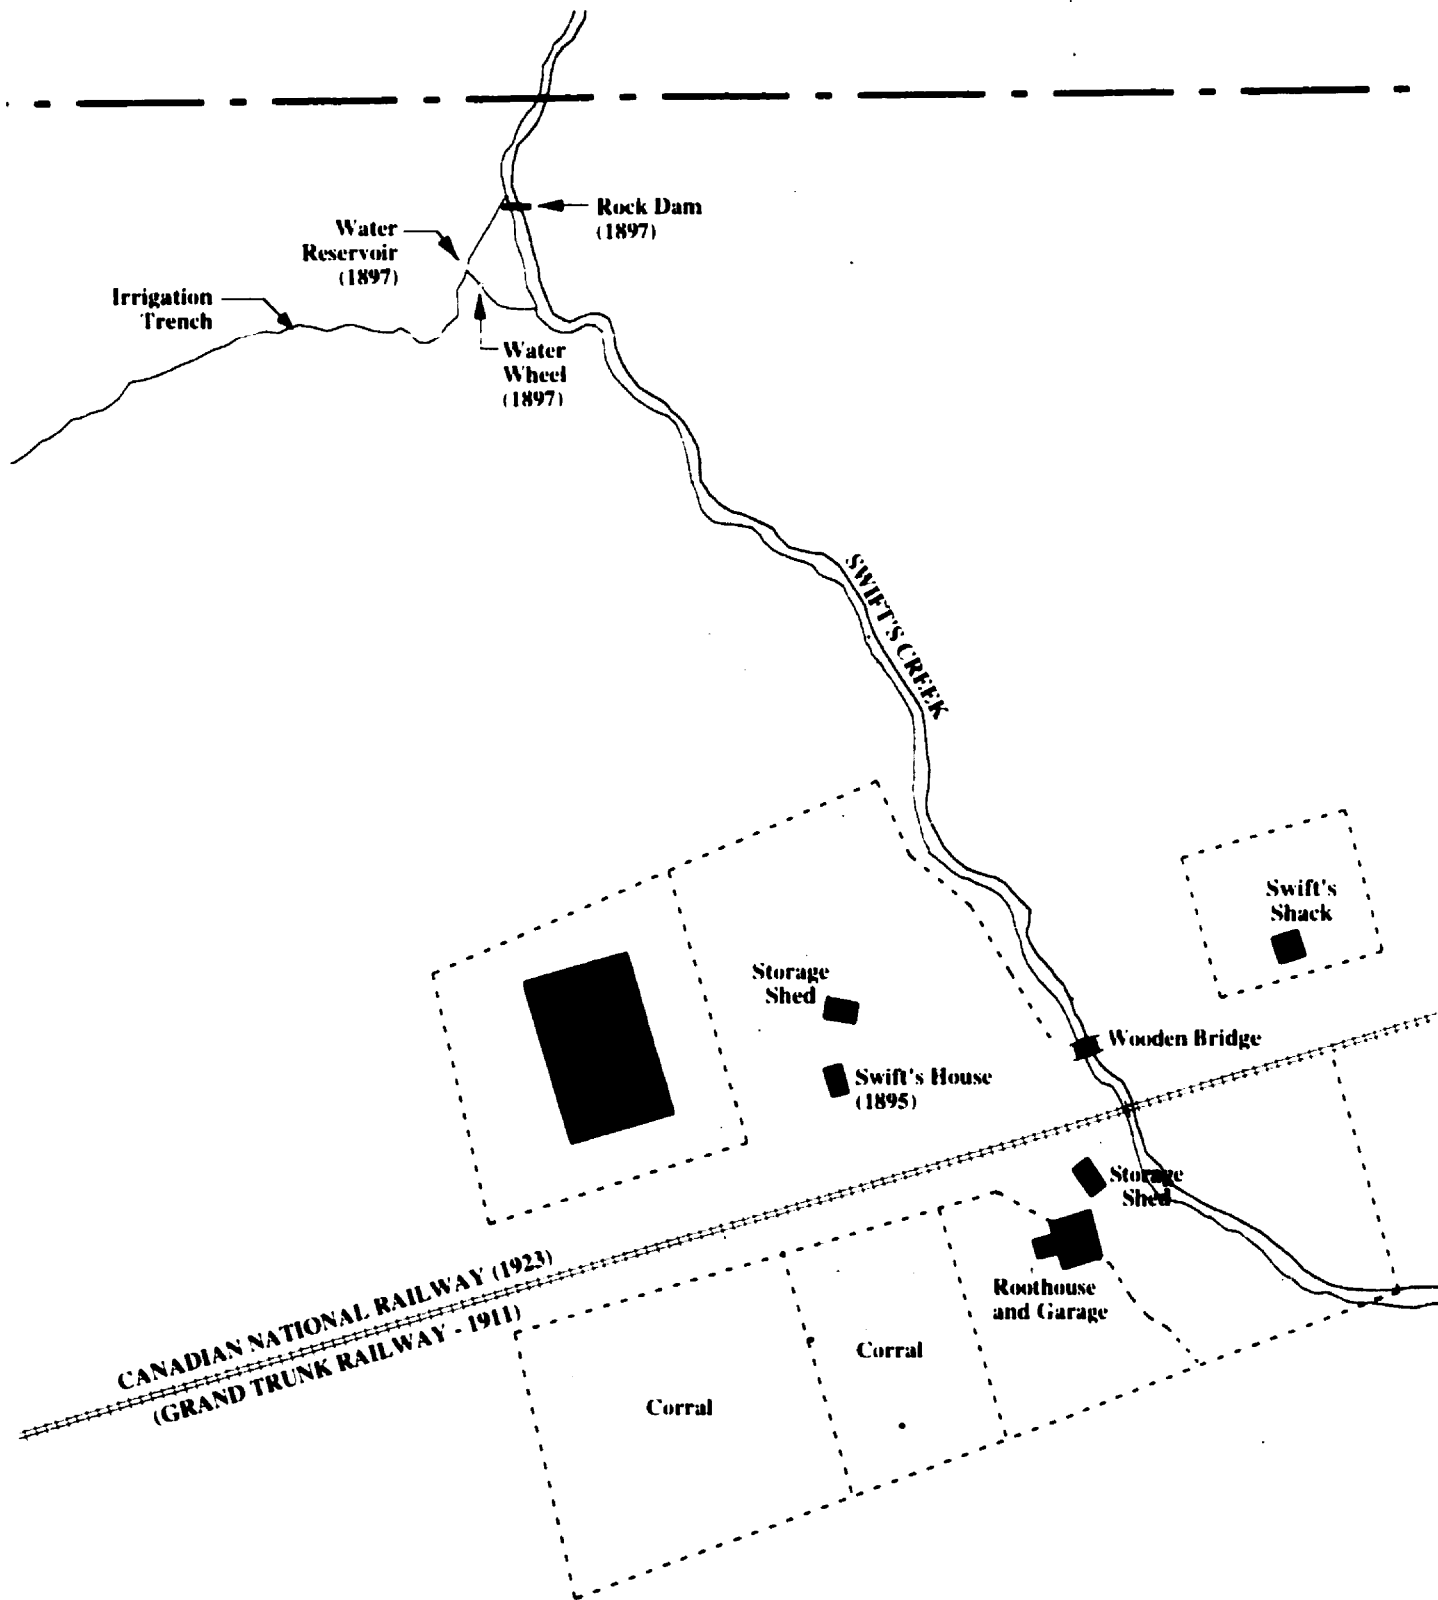 Rock Dam
(1897)
Water
Reservoir
(1897)
Irrigation
Trench
Water
Wheel
(1897)
SWIFT'S CREEK
Swift's
Shack
Storage
Shed
Wooden Bridge
Swift's House
(1895)
Storage
Shed
CANADIAN NATIONAL RAILWAY (1923)
(GRAND TRUNK RAILWAY - 1911)
Roothouse
and Garage
Corral
Corral